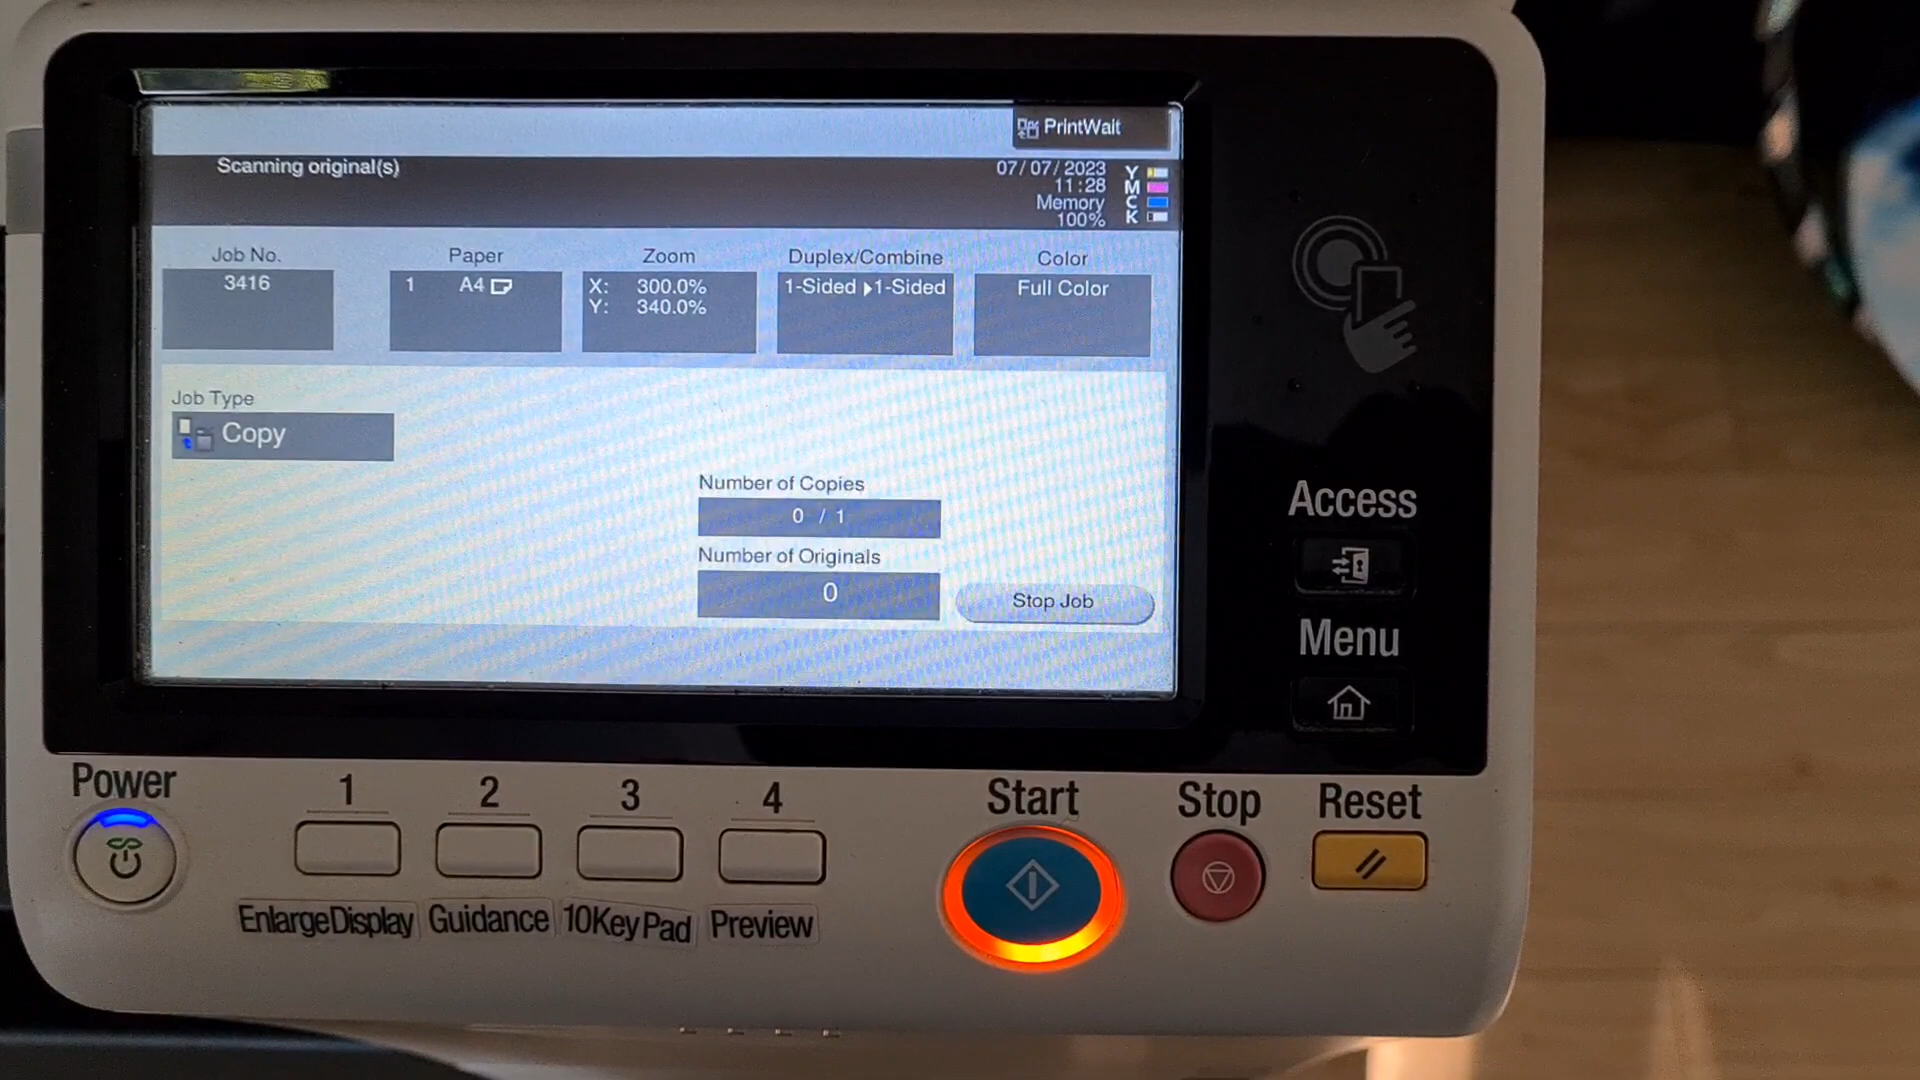 PrintWait
Scanning original(s)
07/07/2023
11:28
Memory
100%
Y
M
C
K
Job No.
3416
Paper
1 A4
Zoom
X: 300.0%
Y: 340.0%
Duplex/Combine
1-Sided ▶1-Sided
Color
Full Color
Job Type
Copy
Number of Copies
0 / 1
Number of Originals
0
Stop Job
Access
Menu
Power
1
2
3
4
Start
Stop
Reset
EnlargeDisplay
Guidance
10KeyPad
Preview